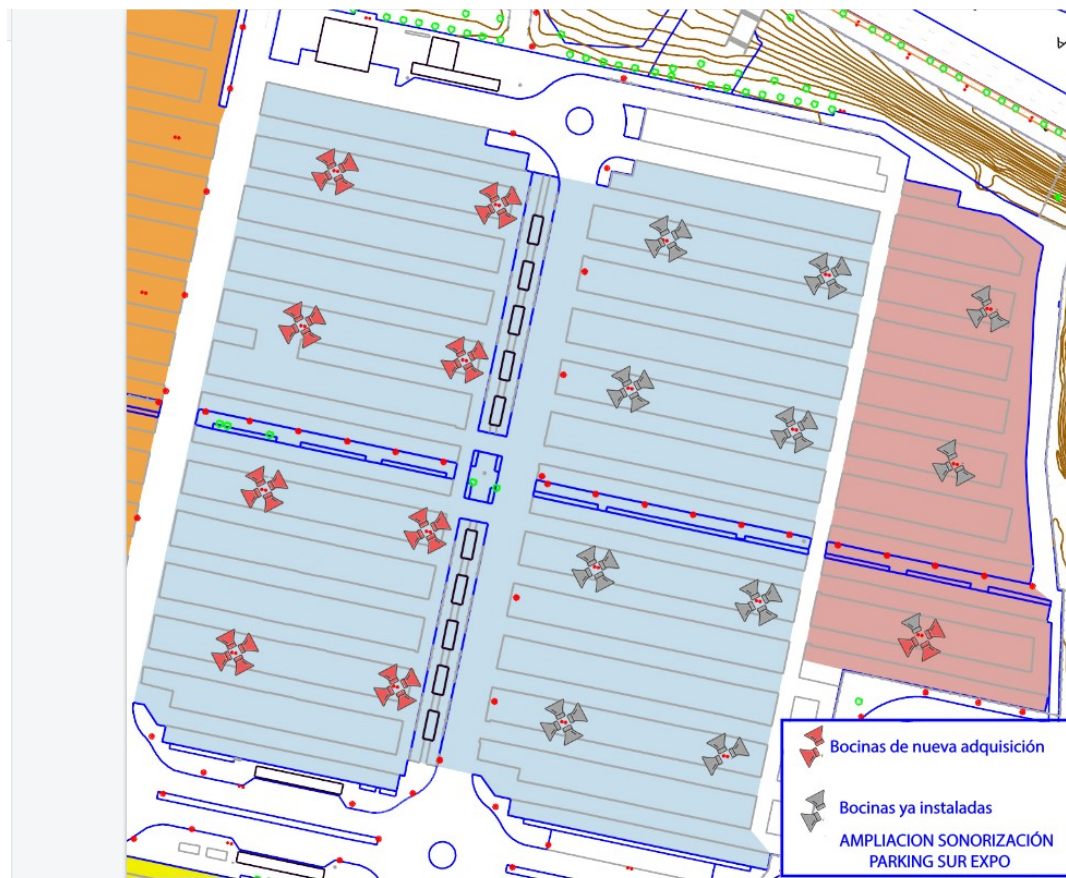 Bocinas de nueva adquisición
Bocinas ya instaladas
AMPLIACION SONORIZACIÓN
PARKING SUR EXPO